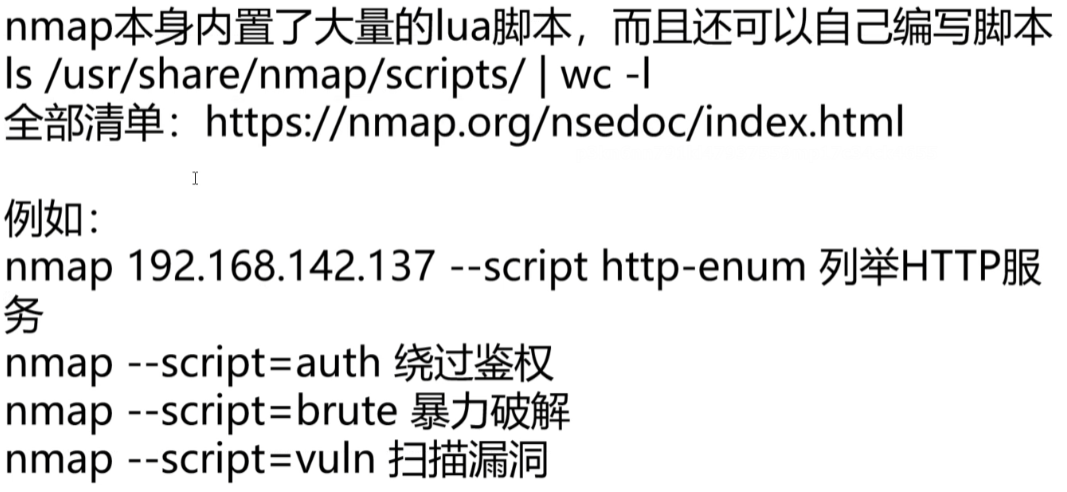 nmap本身内置了大量的lua脚本，而且还可以自己编写脚本
ls /usr/share/nmap/scripts/ | wc -l
全部清单：https://nmap.org/nsedoc/index.html
例如：
nmap 192.168.142.137 --script http-enum 列举HTTP服
务
nmap --script=auth 绕过鉴权
nmap --script=brute 暴力破解
nmap --script=vuln 扫描漏洞